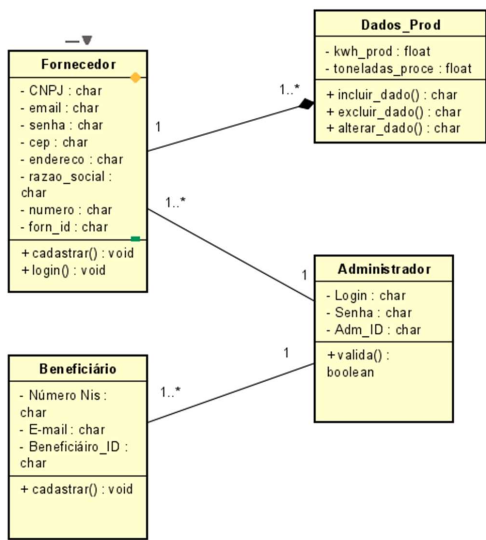 Fornecedor
- CNPJ : char
- email : char
- senha : char
- cep : char
- endereco : char
- razao_social :
char
- numero : char
- forn_id : char
+ cadastrar() : void
+ login() : void
Dados_Prod
- kwh_prod : float
- toneladas_proce : float
+ incluir_dado() : char
+ excluir_dado() : char
+ alterar_dado() : char
1
1..*
1..*
1
Administrador
- Login : char
- Senha : char
- Adm_ID : char
+ valida() :
boolean
1
1..*
Beneficiário
- Número Nis :
char
- E-mail : char
- Beneficiáiro_ID :
char
+ cadastrar() : void